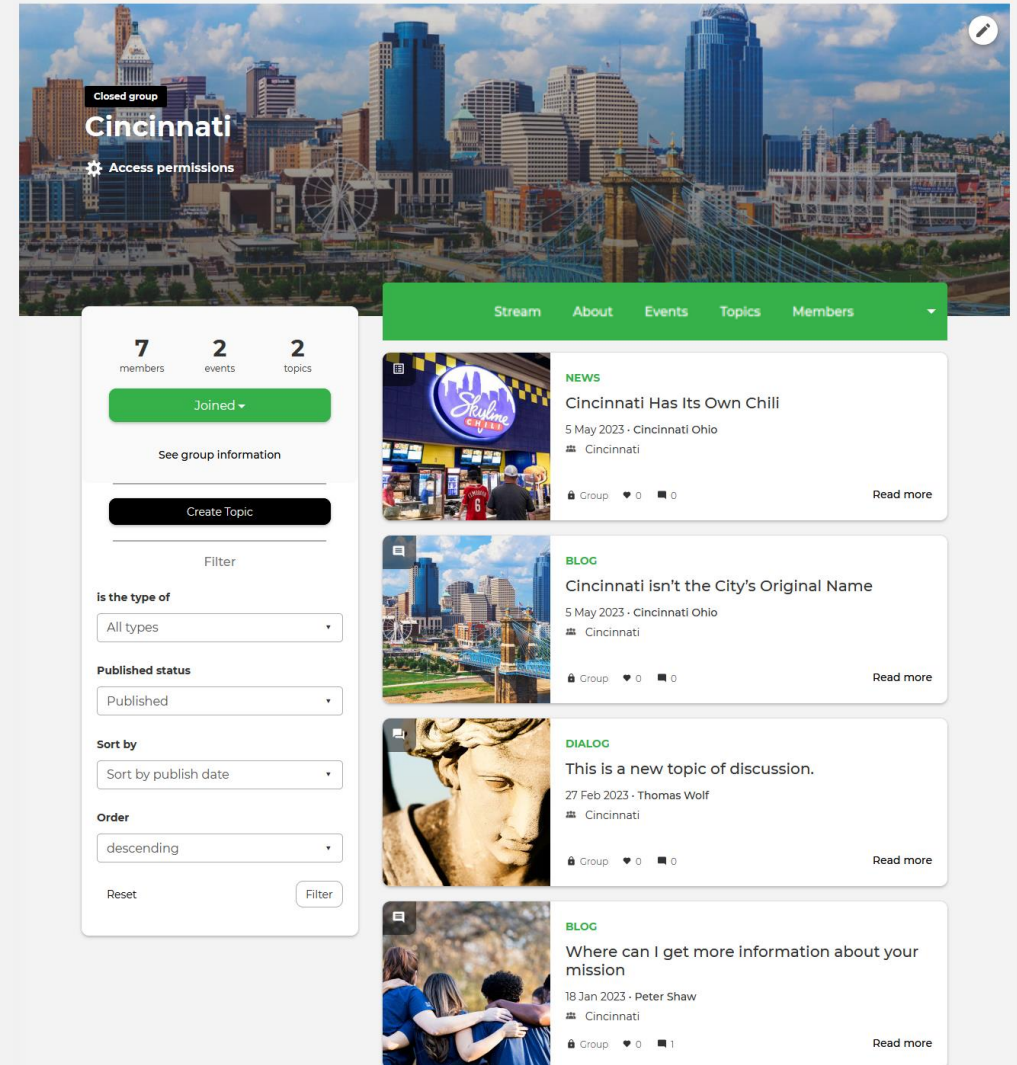 Closed group
Cincinnati
Access permissions
Stream About Events Topics Members
7 2 2
members events topics
Joined
See group information
Create Topic
Filter
is the type of
All types
Published status
Published
Sort by
Sort by publish date
Order
descending
Reset Filter
Skyline
CHILI
6
NEWS
Cincinnati Has Its Own Chili
5 May 2023 · Cincinnati Ohio
Cincinnati
Group 0 0 Read more
BLOG
Cincinnati isn't the City's Original Name
5 May 2023 · Cincinnati Ohio
Cincinnati
Group 0 0 Read more
DIALOG
This is a new topic of discussion.
27 Feb 2023 · Thomas Wolf
Cincinnati
Group 0 0 Read more
BLOG
Where can I get more information about your
mission
18 Jan 2023 · Peter Shaw
Cincinnati
Group 0 1 Read more